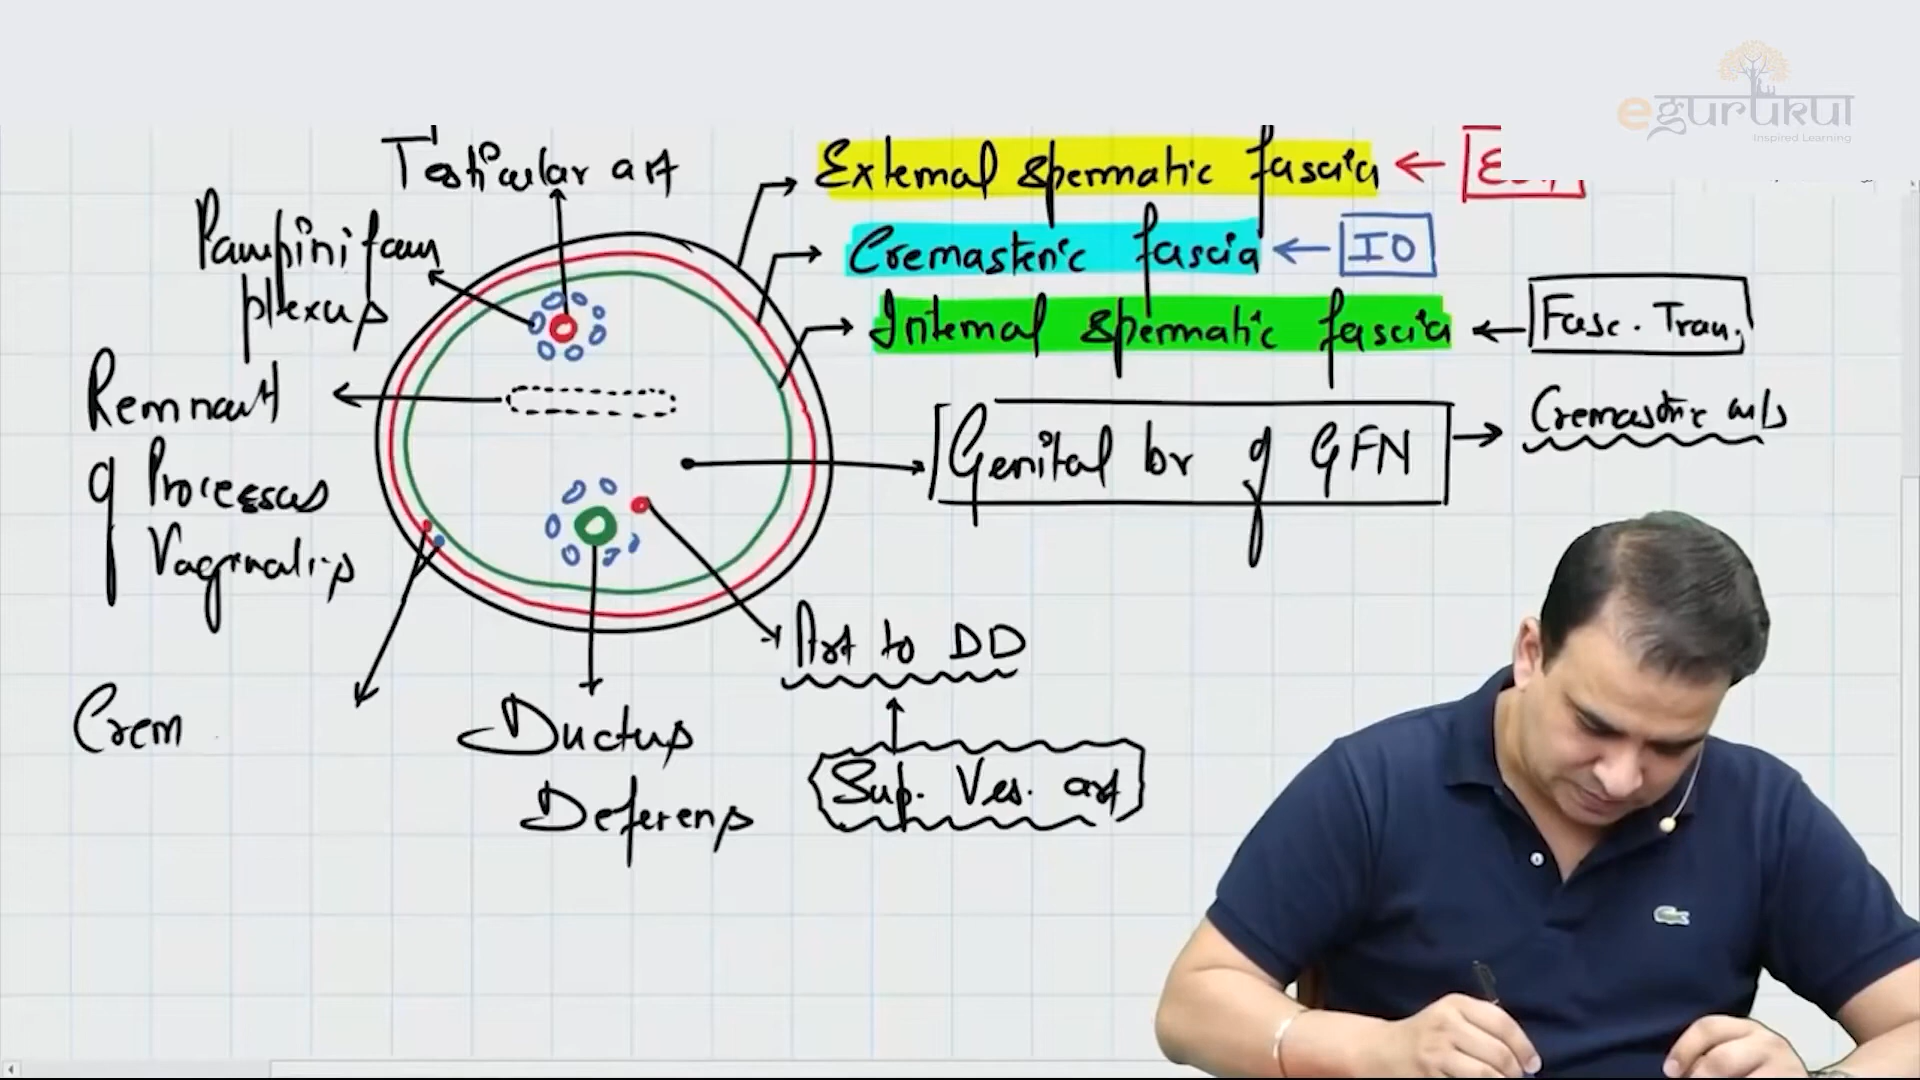 eGurukul
Inspired Learning
Testicular art
External spermatic fascia
Pampiniform
plexus
Cremasteric fascia
IO
Internal spermatic fascia
Fasc. Tran.
Remnant
of Processus
Vaginalis
Genital br of GFN
Cremastric m/s
Art to DD
Sup. Ves. art
Crem
Ductus
Deferens